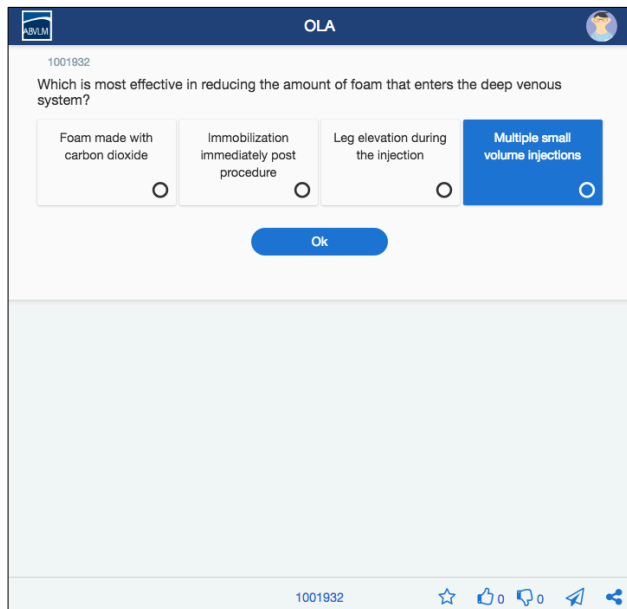 ABVLM
OLA
1001932
Which is most effective in reducing the amount of foam that enters the deep venous
system?
Foam made with
carbon dioxide
Immobilization
immediately post
procedure
Leg elevation during
the injection
Multiple small
volume injections
Ok
1001932
0
0